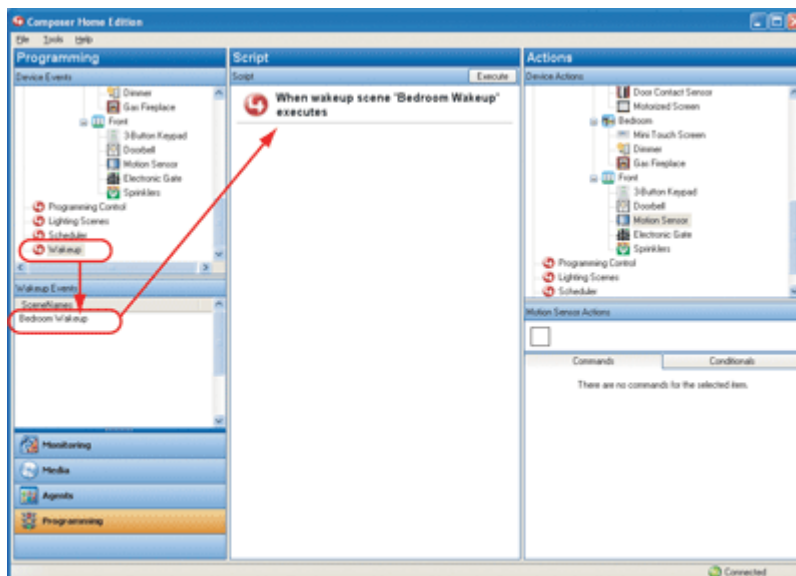 Composer Home Edition
File Tools Help
Programming
Device Events
Dimmer
Gas Fireplace
Front
3-Button Keypad
Doorbell
Motion Sensor
Electronic Gate
Sprinklers
Programming Control
Lighting Scenes
Scheduler
Wakeup
Wakeup Events
SceneNames
Bedroom Wakeup
Monitoring
Media
Agents
Programming
Script
Script Execute
When wakeup scene "Bedroom Wakeup"
executes
Actions
Device Actions
Door Contact Sensor
Motorized Screen
Bedroom
Mini Touch Screen
Dimmer
Gas Fireplace
Front
3-Button Keypad
Doorbell
Motion Sensor
Electronic Gate
Sprinklers
Programming Control
Lighting Scenes
Scheduler
Motion Sensor Actions
Commands Conditionals
There are no commands for the selected item.
Connected